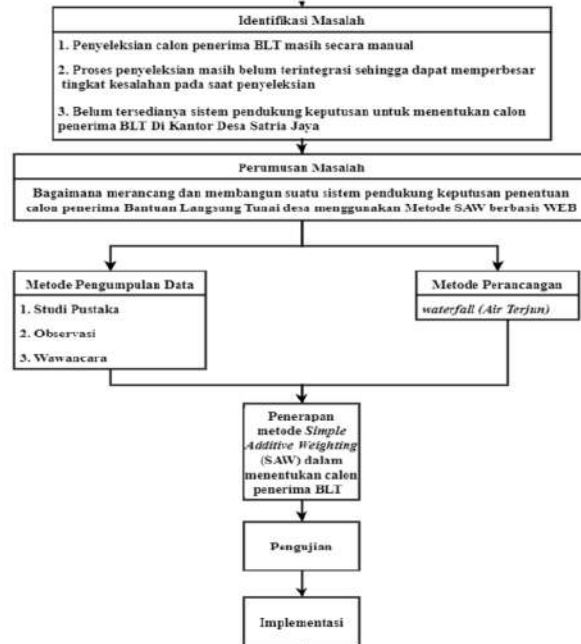 Identifikasi Masalah
1. Penyeleksian calon penerima BLT masih secara manual
2. Proses penyeleksian masih belum terintegrasi sehingga dapat memperbesar
tingkat kesalahan pada saat penyeleksian
3. Belum tersedianya sistem pendukung keputusan untuk menentukan calon
penerima BLT Di Kantor Desa Satria Jaya
Perumusan Masalah
Bagaimana merancang dan membangun suatu sistem pendukung keputusan penentuan
calon penerima Bantuan Langsung Tunai desa menggunakan Metode SAW berbasis WEB
Metode Pengumpulan Data
1. Studi Pustaka
2. Observasi
3. Wawancara
Metode Perancangan
waterfall (Air Terjun)
Penerapan
metode Simple
Additive Weighting
(SAW) dalam
menentukan calon
penerima BLT
Pengujian
Implementasi